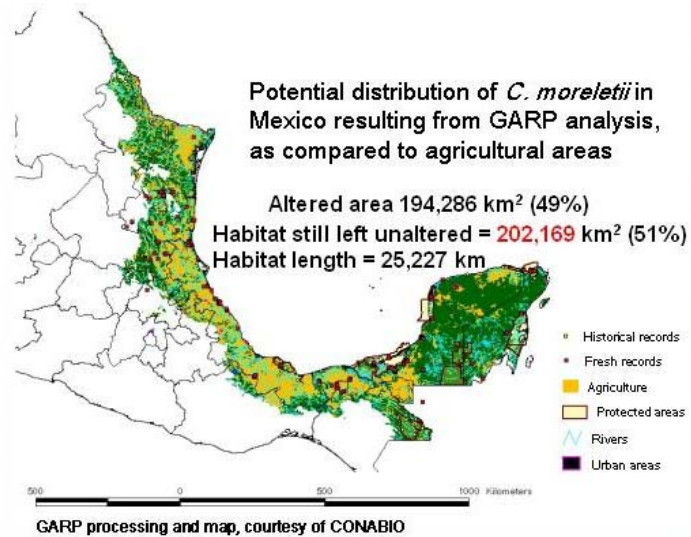 Potential distribution of C. moreletii in
Mexico resulting from GARP analysis,
as compared to agricultural areas
Altered area 194,286 km² (49%)
Habitat still left unaltered = 202,169 km² (51%)
Habitat length = 25,227 km
Historical records
Fresh records
Agriculture
Protected areas
Rivers
Urban areas
500 0 500 1000 Kilometers
GARP processing and map, courtesy of CONABIO